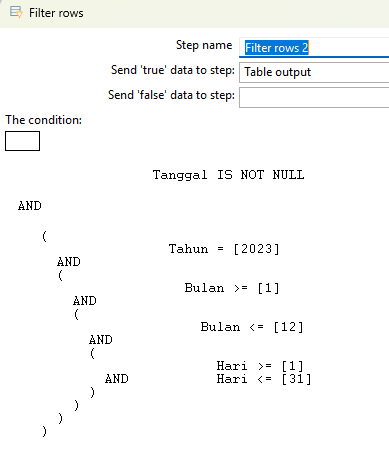 Filter rows
Step name Filter rows 2
Send 'true' data to step: Table output
Send 'false' data to step:
The condition:
Tanggal IS NOT NULL
AND
(
Tahun = [2023]
AND
(
Bulan >= [1]
AND
(
Bulan <= [12]
AND
(
Hari >= [1]
AND Hari <= [31]
)
)
)
)